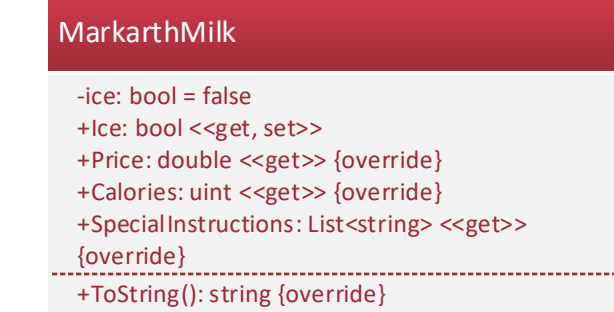 MarkarthMilk
-ice: bool = false
+Ice: bool <<get, set>>
+Price: double <<get>> {override}
+Calories: uint <<get>> {override}
+SpecialInstructions: List<string> <<get>>
{override}
+ToString(): string {override}